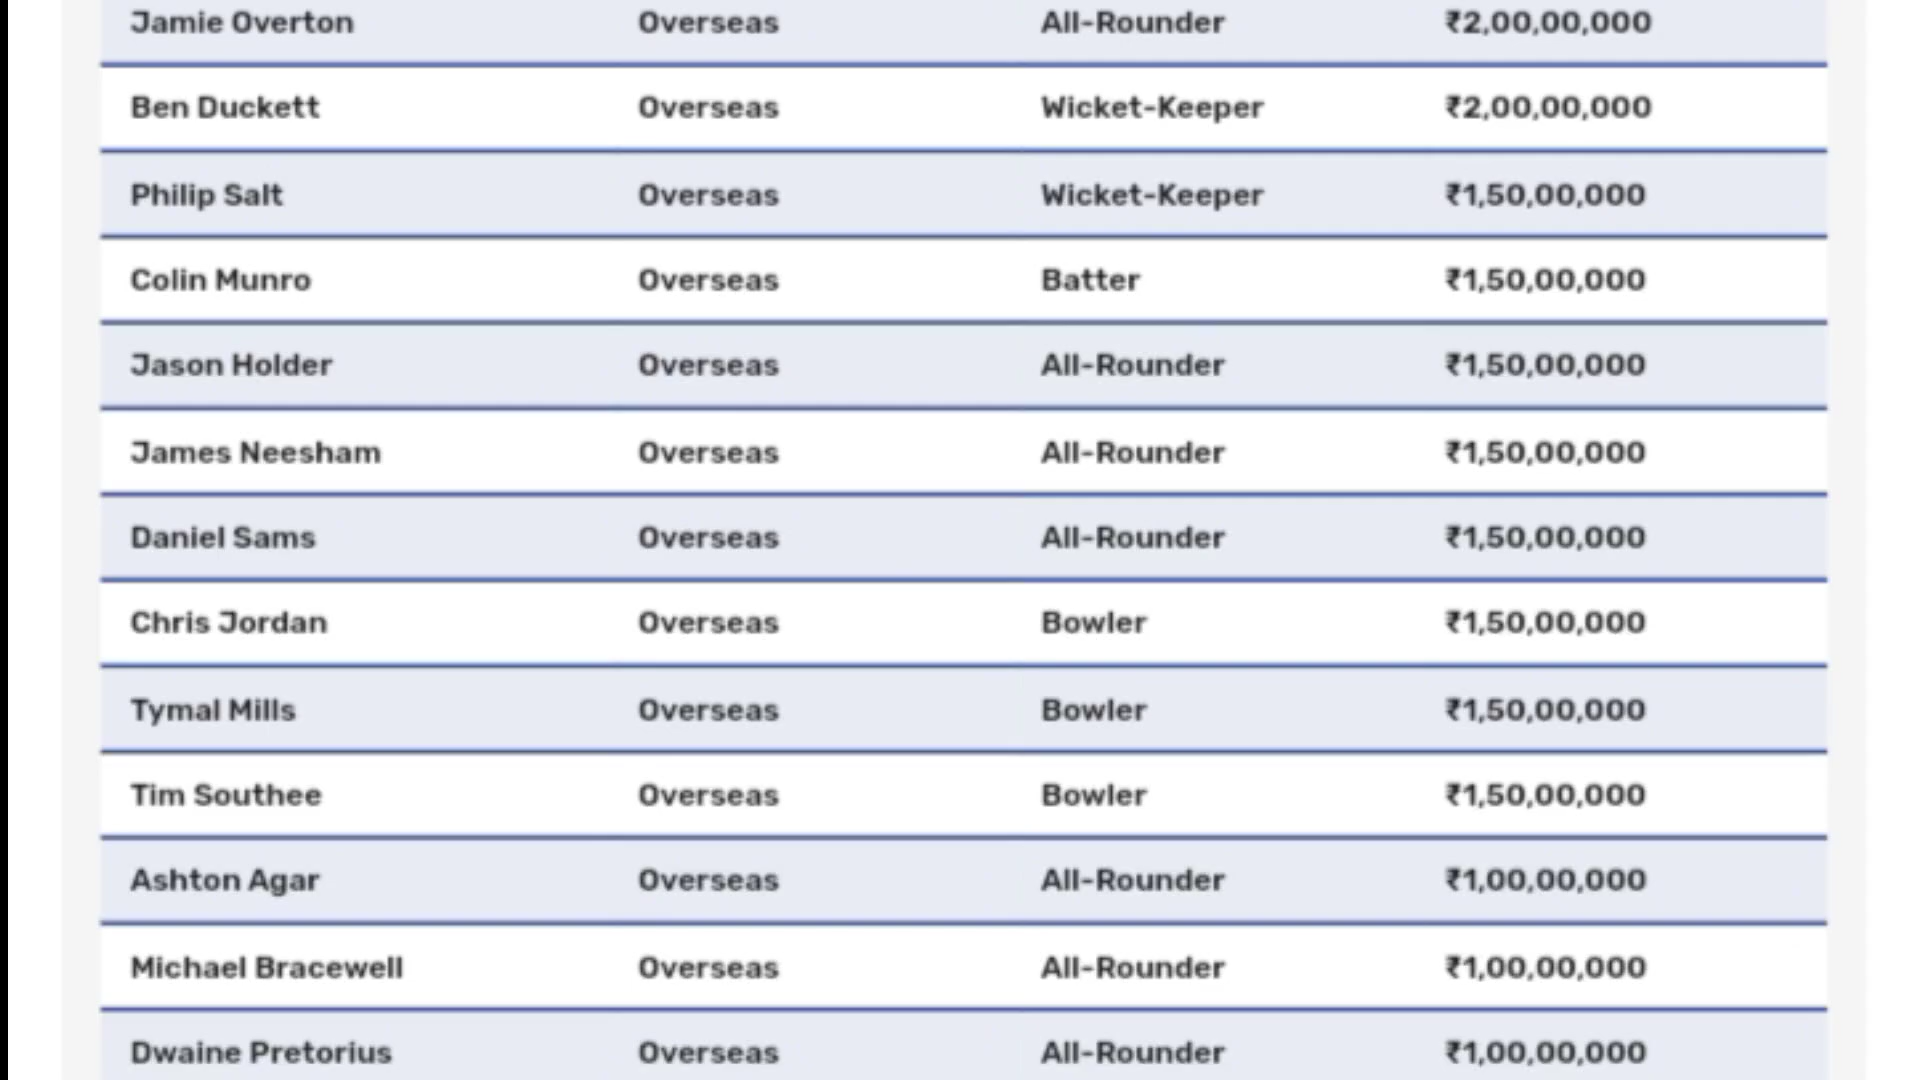 Jamie Overton Overseas All-Rounder ₹2,00,00,000
Ben Duckett Overseas Wicket-Keeper ₹2,00,00,000
Philip Salt Overseas Wicket-Keeper ₹1,50,00,000
Colin Munro Overseas Batter ₹1,50,00,000
Jason Holder Overseas All-Rounder ₹1,50,00,000
James Neesham Overseas All-Rounder ₹1,50,00,000
Daniel Sams Overseas All-Rounder ₹1,50,00,000
Chris Jordan Overseas Bowler ₹1,50,00,000
Tymal Mills Overseas Bowler ₹1,50,00,000
Tim Southee Overseas Bowler ₹1,50,00,000
Ashton Agar Overseas All-Rounder ₹1,00,00,000
Michael Bracewell Overseas All-Rounder ₹1,00,00,000
Dwaine Pretorius Overseas All-Rounder ₹1,00,00,000